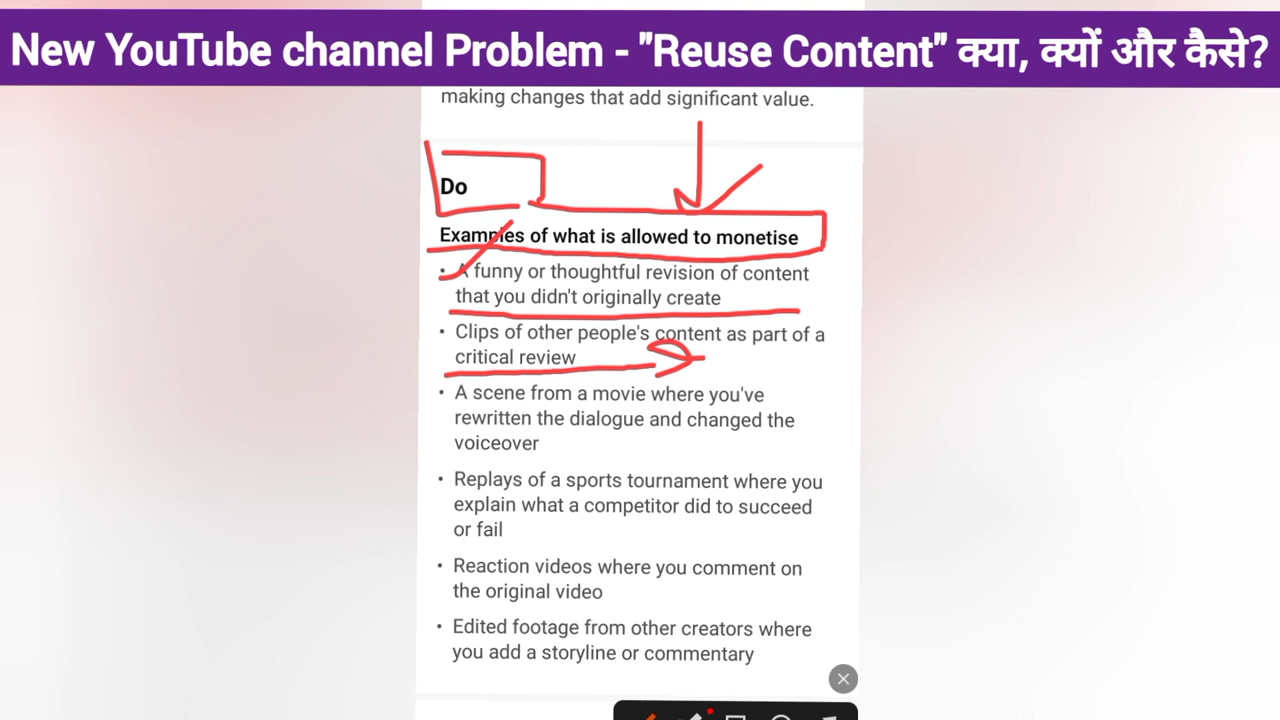 New YouTube channel Problem - "Reuse Content" क्या, क्यों और कैसे?
making changes that add significant value.
Do
Examples of what is allowed to monetise
• A funny or thoughtful revision of content
that you didn't originally create
• Clips of other people's content as part of a
critical review
• A scene from a movie where you've
rewritten the dialogue and changed the
voiceover
• Replays of a sports tournament where you
explain what a competitor did to succeed
or fail
• Reaction videos where you comment on
the original video
• Edited footage from other creators where
you add a storyline or commentary